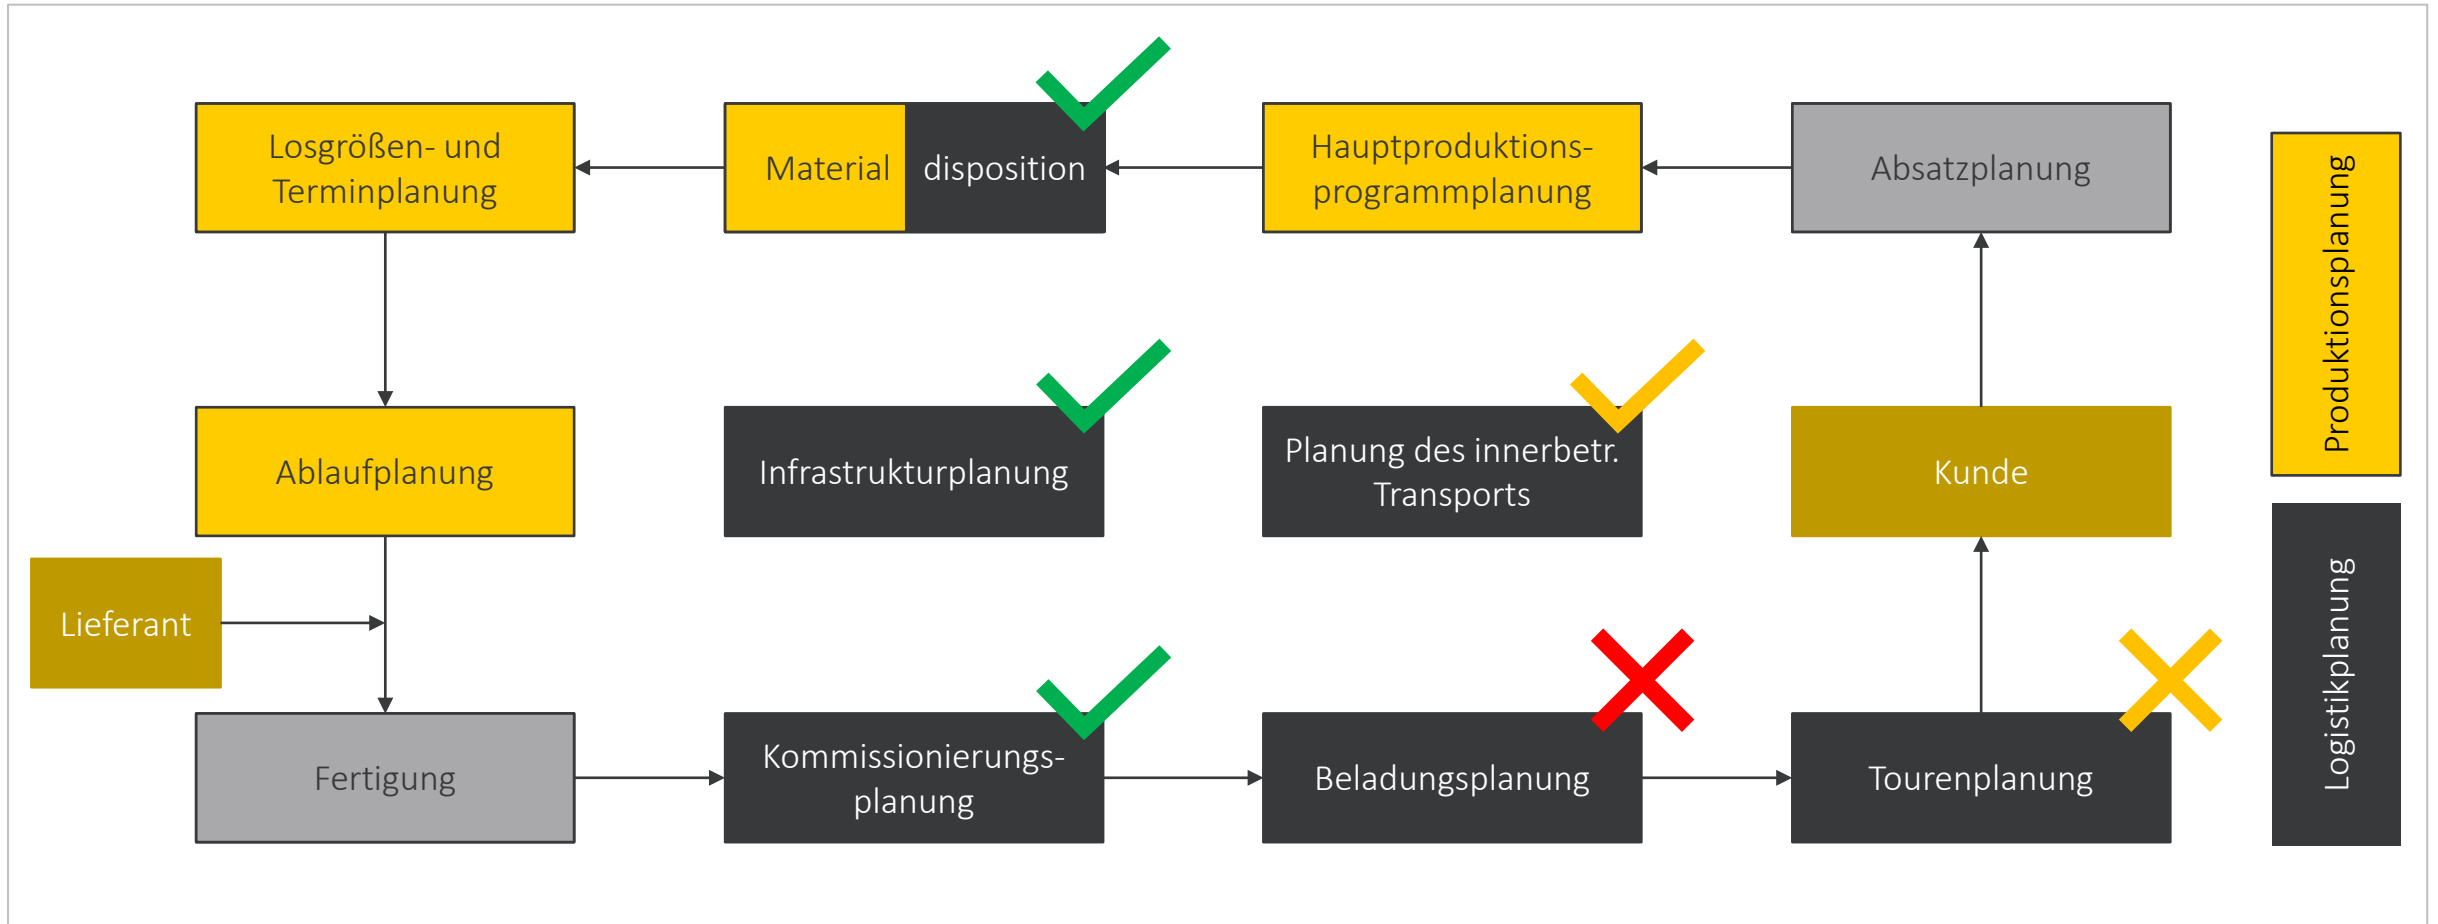 Losgrößen- und
Terminplanung
Material disposition
Hauptproduktions-
programmplanung
Absatzplanung
Produktionsplanung
Ablaufplanung
Infrastrukturplanung
Planung des innerbetr.
Transports
Kunde
Logistikplanung
Lieferant
Fertigung
Kommissionierungs-
planung
Beladungsplanung
Tourenplanung